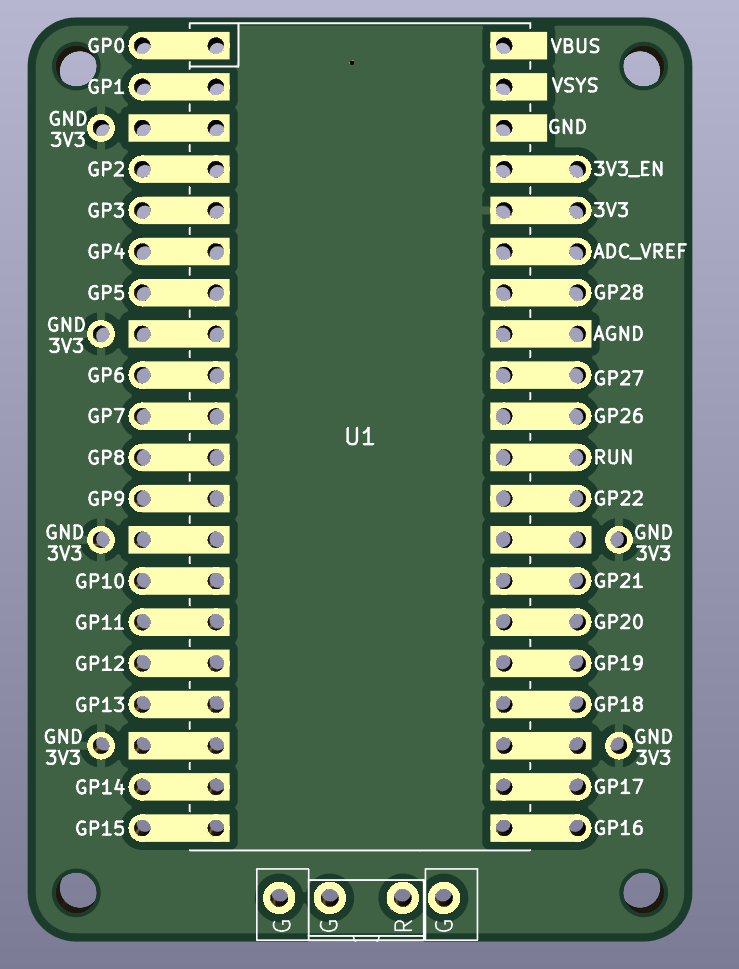 GP0
VBUS
GP1
VSYS
GND
3V3
GND
GP2
3V3_EN
GP3
3V3
GP4
ADC_VREF
GP5
GP28
GND
3V3
AGND
GP6
GP27
GP7
GP26
U1
GP8
RUN
GP9
GP22
GND
3V3
GND
3V3
GP10
GP21
GP11
GP20
GP12
GP19
GP13
GP18
GND
3V3
GND
3V3
GP14
GP17
GP15
GP16
G
G
R
G